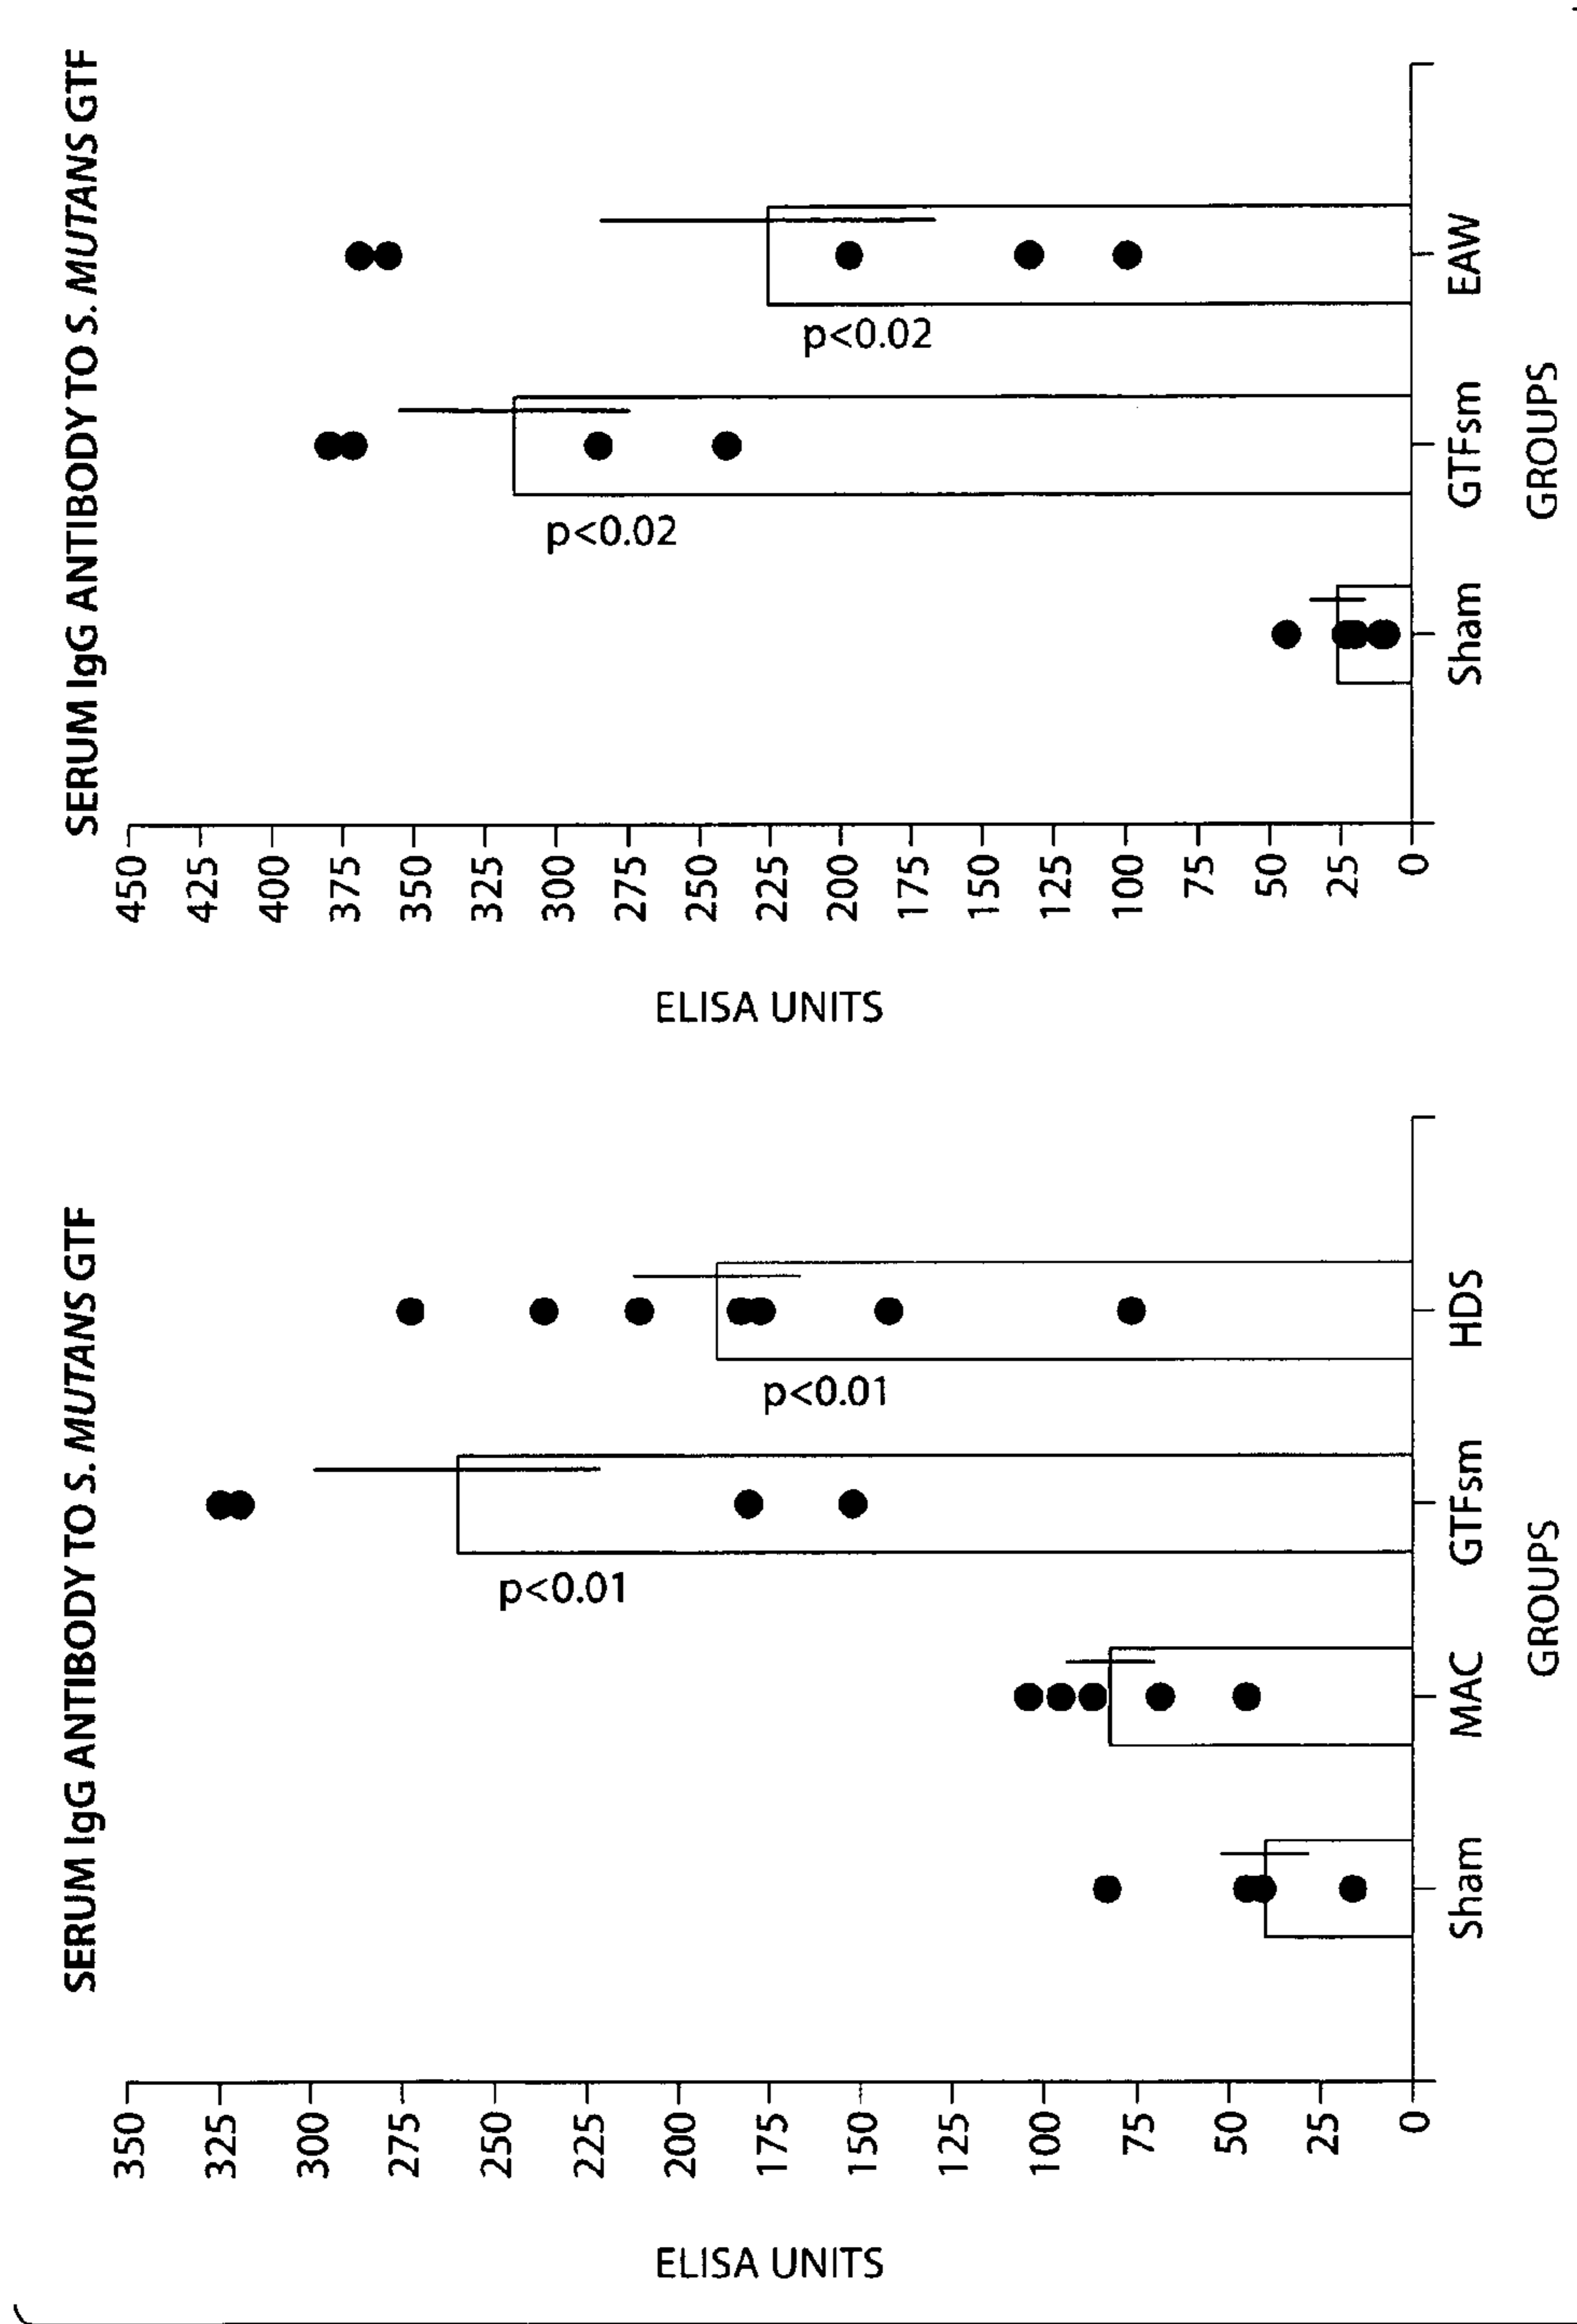 SERUM IgG ANTIBODY TO S. MUTANS GTF
ELISA UNITS
350
325
300
275
250
225
200
175
150
125
100
75
50
25
0
p<0.01
p<0.01
Sham MAC GTFsm HDS
GROUPS
SERUM IgG ANTIBODY TO S. MUTANS GTF
ELISA UNITS
450
425
400
375
350
325
300
275
250
225
200
175
150
125
100
75
50
25
0
p<0.02
p<0.02
Sham GTFsm EAW
GROUPS